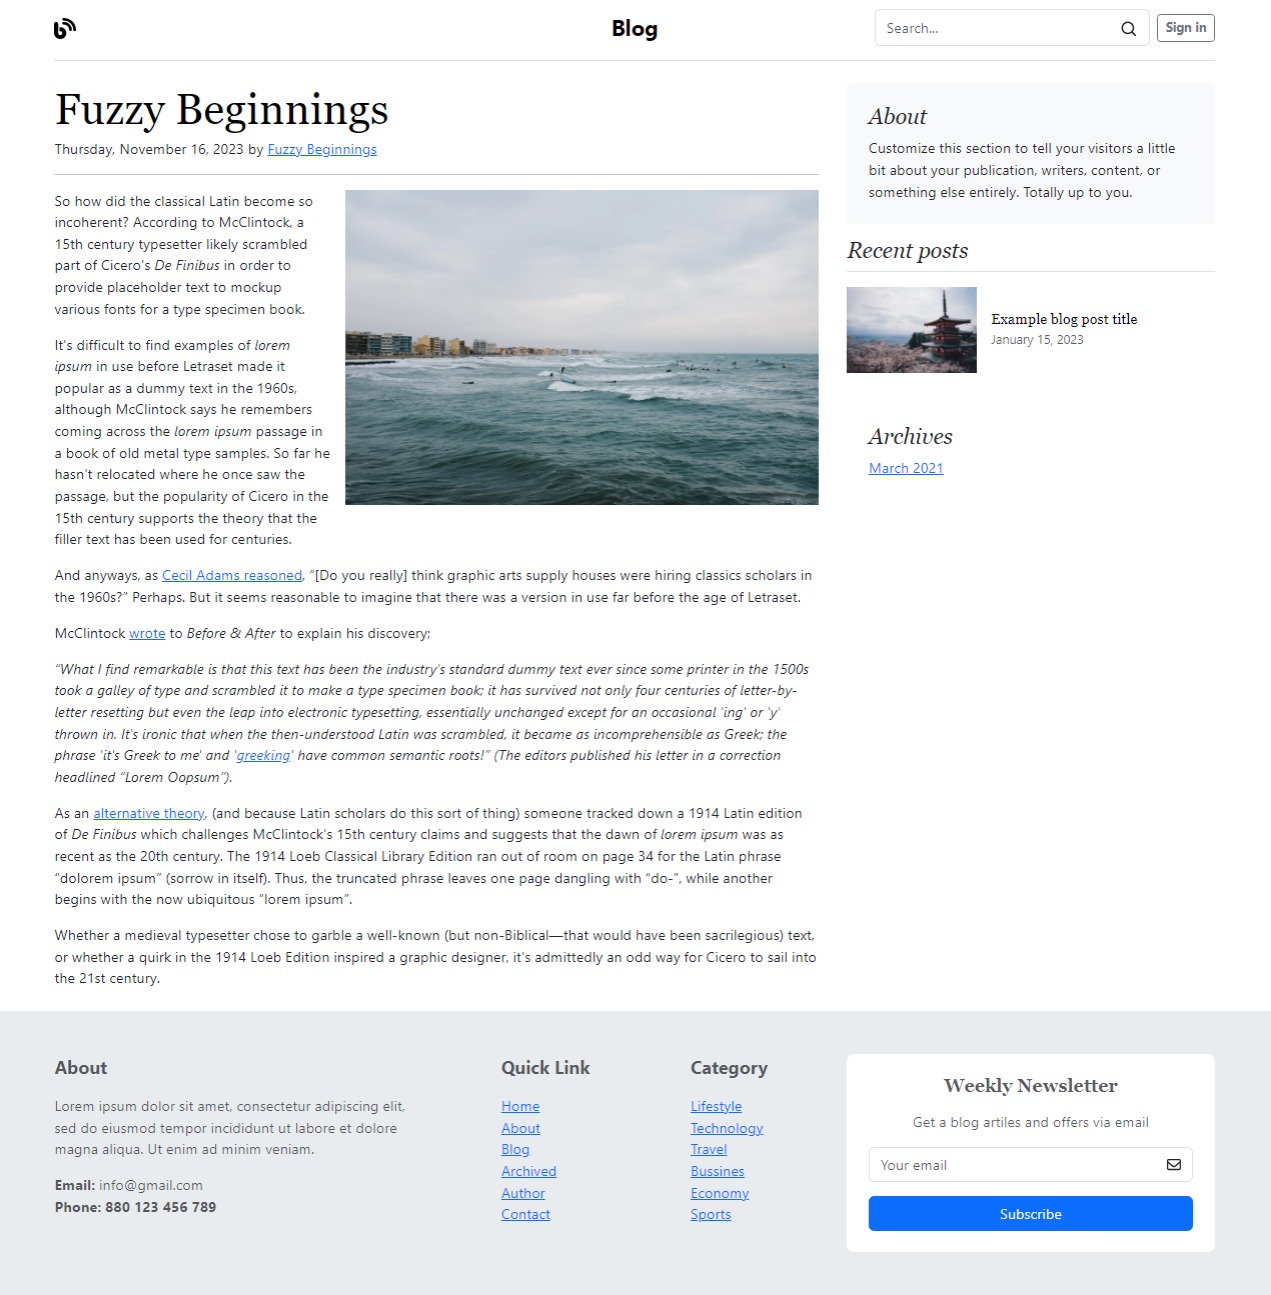 Blog
Search...
Sign in
Fuzzy Beginnings
Thursday, November 16, 2023 by Fuzzy Beginnings
So how did the classical Latin become so
incoherent? According to McClintock, a
15th century typesetter likely scrambled
part of Cicero's De Finibus in order to
provide placeholder text to mockup
various fonts for a type specimen book.
It's difficult to find examples of lorem
ipsum in use before Letraset made it
popular as a dummy text in the 1960s,
although McClintock says he remembers
coming across the lorem ipsum passage in
a book of old metal type samples. So far he
hasn't relocated where he once saw the
passage, but the popularity of Cicero in the
15th century supports the theory that the
filler text has been used for centuries.
And anyways, as Cecil Adams reasoned, “[Do you really] think graphic arts supply houses were hiring classics scholars in
the 1960s?” Perhaps. But it seems reasonable to imagine that there was a version in use far before the age of Letraset.
McClintock wrote to Before & After to explain his discovery;
“What I find remarkable is that this text has been the industry's standard dummy text ever since some printer in the 1500s
took a galley of type and scrambled it to make a type specimen book; it has survived not only four centuries of letter-by-
letter resetting but even the leap into electronic typesetting, essentially unchanged except for an occasional 'ing' or 'y'
thrown in. It's ironic that when the then-understood Latin was scrambled, it became as incomprehensible as Greek; the
phrase 'it's Greek to me' and 'greeking' have common semantic roots!” (The editors published his letter in a correction
headlined “Lorem Oopsum”).
As an alternative theory, (and because Latin scholars do this sort of thing) someone tracked down a 1914 Latin edition
of De Finibus which challenges McClintock's 15th century claims and suggests that the dawn of lorem ipsum was as
recent as the 20th century. The 1914 Loeb Classical Library Edition ran out of room on page 34 for the Latin phrase
“dolorem ipsum” (sorrow in itself). Thus, the truncated phrase leaves one page dangling with “do-”, while another
begins with the now ubiquitous “lorem ipsum”.
Whether a medieval typesetter chose to garble a well-known (but non-Biblical—that would have been sacrilegious) text,
or whether a quirk in the 1914 Loeb Edition inspired a graphic designer, it's admittedly an odd way for Cicero to sail into
the 21st century.
About
Customize this section to tell your visitors a little
bit about your publication, writers, content, or
something else entirely. Totally up to you.
Recent posts
Example blog post title
January 15, 2023
Archives
March 2021
About
Lorem ipsum dolor sit amet, consectetur adipiscing elit,
sed do eiusmod tempor incididunt ut labore et dolore
magna aliqua. Ut enim ad minim veniam.
Email: info@gmail.com
Phone: 880 123 456 789
Quick Link
Home
About
Blog
Archived
Author
Contact
Category
Lifestyle
Technology
Travel
Bussines
Economy
Sports
Weekly Newsletter
Get a blog artiles and offers via email
Your email
Subscribe